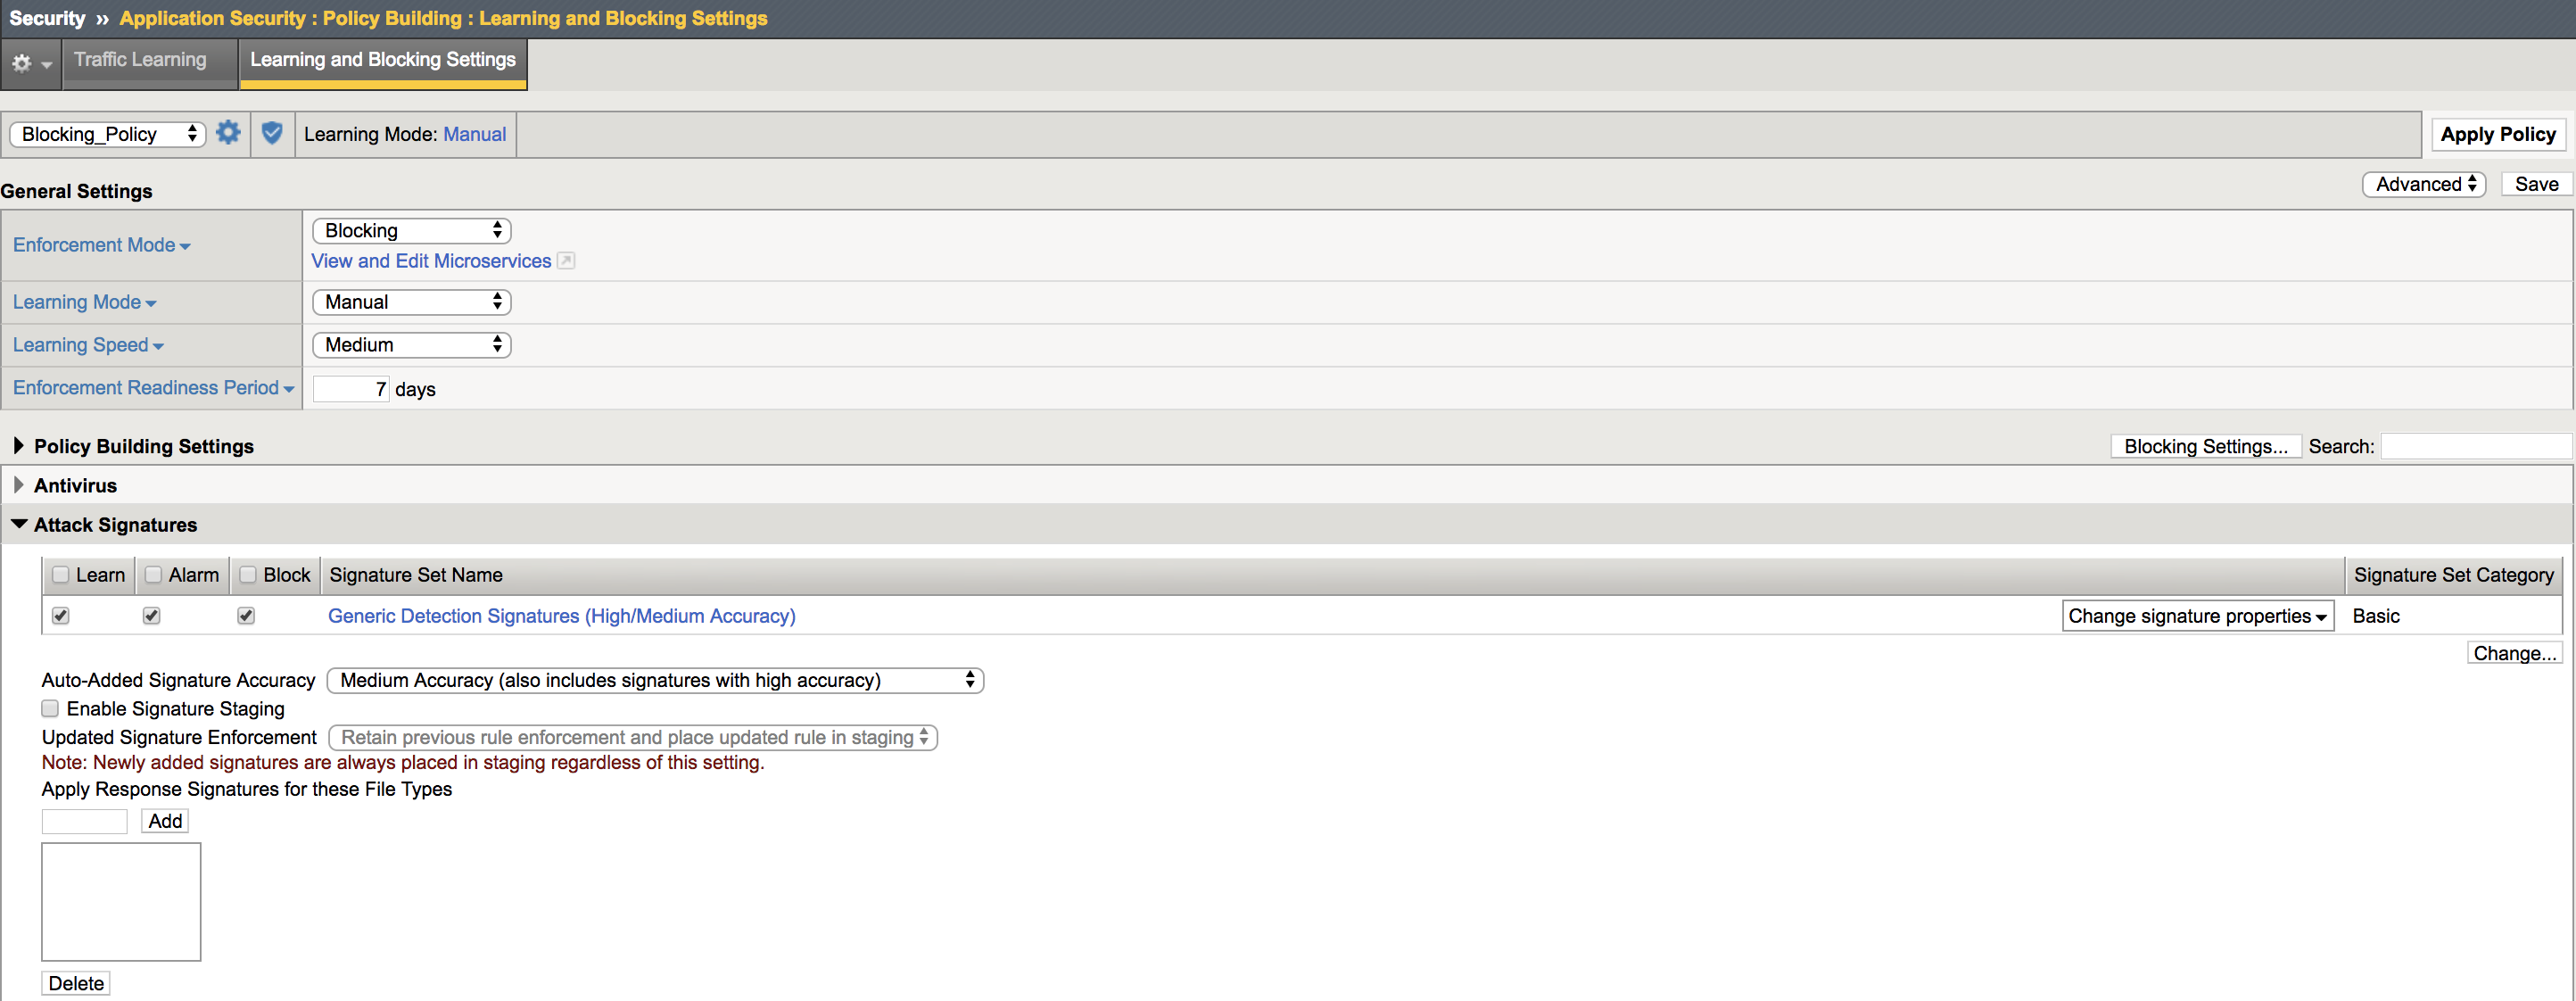 Security ›› Application Security : Policy Building : Learning and Blocking Settings
Traffic Learning
Learning and Blocking Settings
Blocking_Policy
Learning Mode: Manual
Apply Policy
General Settings
Advanced
Save
Enforcement Mode
Blocking
View and Edit Microservices
Learning Mode
Manual
Learning Speed
Medium
Enforcement Readiness Period
7 days
Policy Building Settings
Blocking Settings...
Search:
Antivirus
Attack Signatures
Learn
Alarm
Block
Signature Set Name
Signature Set Category
Generic Detection Signatures (High/Medium Accuracy)
Change signature properties
Basic
Change...
Auto-Added Signature Accuracy
Medium Accuracy (also includes signatures with high accuracy)
Enable Signature Staging
Updated Signature Enforcement
Retain previous rule enforcement and place updated rule in staging
Note: Newly added signatures are always placed in staging regardless of this setting.
Apply Response Signatures for these File Types
Add
Delete